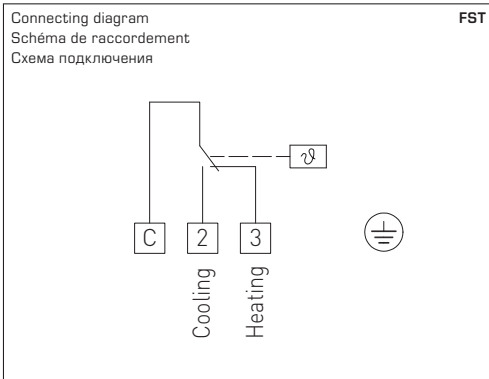 Connecting diagram
FST
Schéma de raccordement
Схема подключения
ϑ
C
2
3
Cooling
Heating